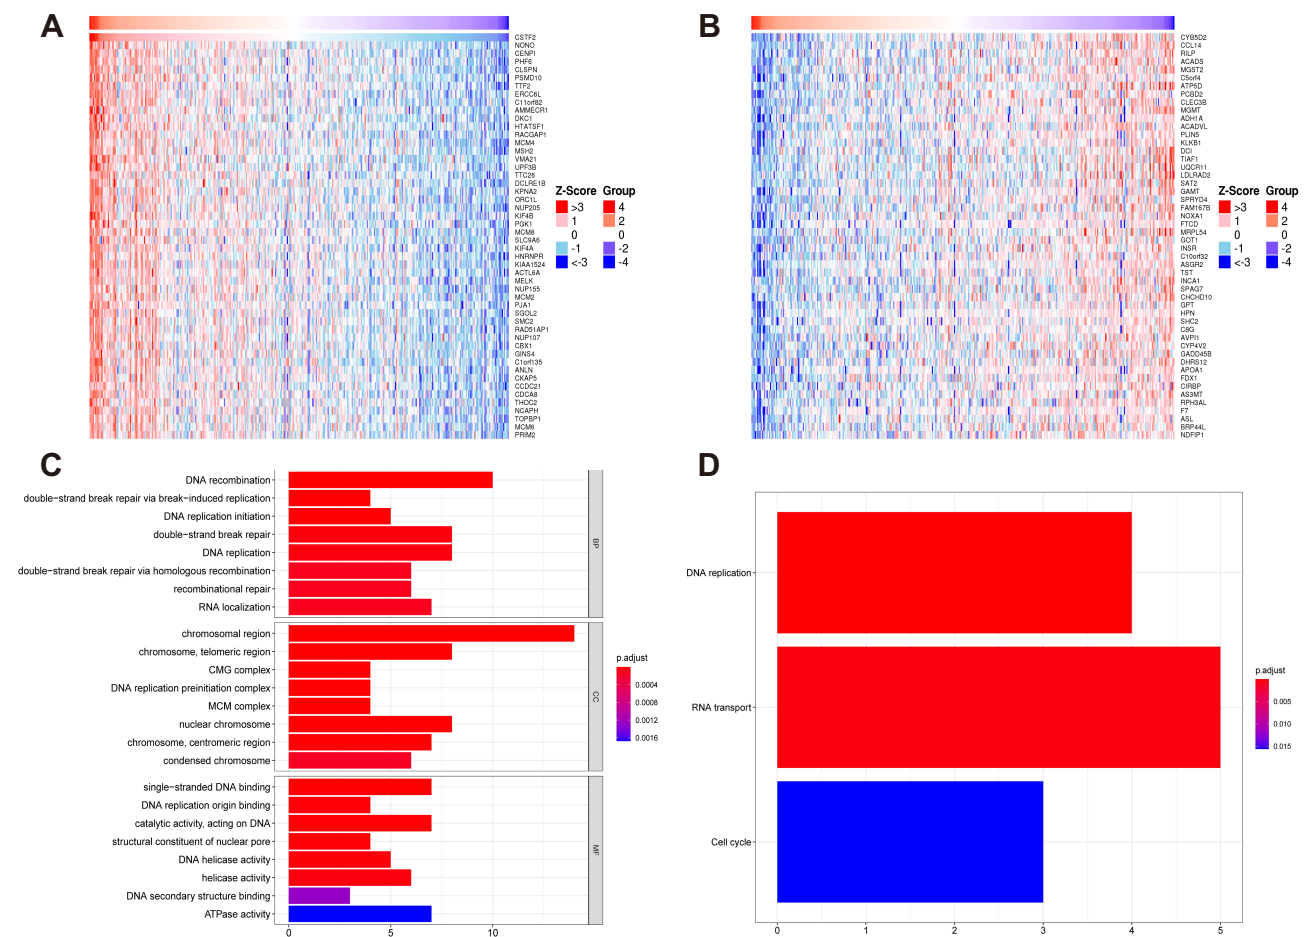 A
CSTF2
NONO
CENPI
PHF6
CLSPN
PSMD10
TTF2
ERCC6L
C11orf82
AMMECR1
DKC1
HTATSF1
RACGAP1
MCM4
MSH2
VMA21
UPF3B
TTC26
DCLRE1B
KPNA2
ORC1L
NUP205
KIF4B
PGK1
MCM8
SLC9A6
KIF4A
HNRNPR
KIAA1524
ACTL6A
MELK
NUP155
MCM2
PJA1
SGOL2
SMC2
RAD51AP1
NUP107
CBX1
GINS4
C1orf135
ANLN
CKAP5
CCDC21
CDCA8
THOC2
NCAPH
TOPBP1
MCM6
PRIM2
Z-Score Group
>3 4
1 2
0 0
-1 -2
<-3 -4
B
CYB5D2
CCL14
RILP
ACADS
MGST2
C5orf4
ATP5D
PCBD2
CLEC3B
MGMT
ADH1A
ACADVL
PLIN5
KLKB1
DCI
TIAF1
UQCR11
LDLRAD2
SAT2
GAMT
SPRYD4
FAM167B
NOXA1
FTCD
MRPL54
GOT1
INSR
C10orf32
ASGR2
TST
INCA1
SPAG7
CHCHD10
GPT
HPN
SHC2
C8G
AVPI1
CYP4V2
GADD45B
DHRS12
APOA1
FDX1
CIRBP
AS3MT
RPH3AL
F7
ASL
BRP44L
NDFIP1
Z-Score Group
>3 4
1 2
0 0
-1 -2
<-3 -4
C
DNA recombination
double−strand break repair via break−induced replication
DNA replication initiation
double−strand break repair
DNA replication
double−strand break repair via homologous recombination
recombinational repair
RNA localization
BP
chromosomal region
chromosome, telomeric region
CMG complex
DNA replication preinitiation complex
MCM complex
nuclear chromosome
chromosome, centromeric region
condensed chromosome
CC
single−stranded DNA binding
DNA replication origin binding
catalytic activity, acting on DNA
structural constituent of nuclear pore
DNA helicase activity
helicase activity
DNA secondary structure binding
ATPase activity
MF
0 5 10
p.adjust
0.0004
0.0008
0.0012
0.0016
D
DNA replication
RNA transport
Cell cycle
0 1 2 3 4 5
p.adjust
0.005
0.010
0.015